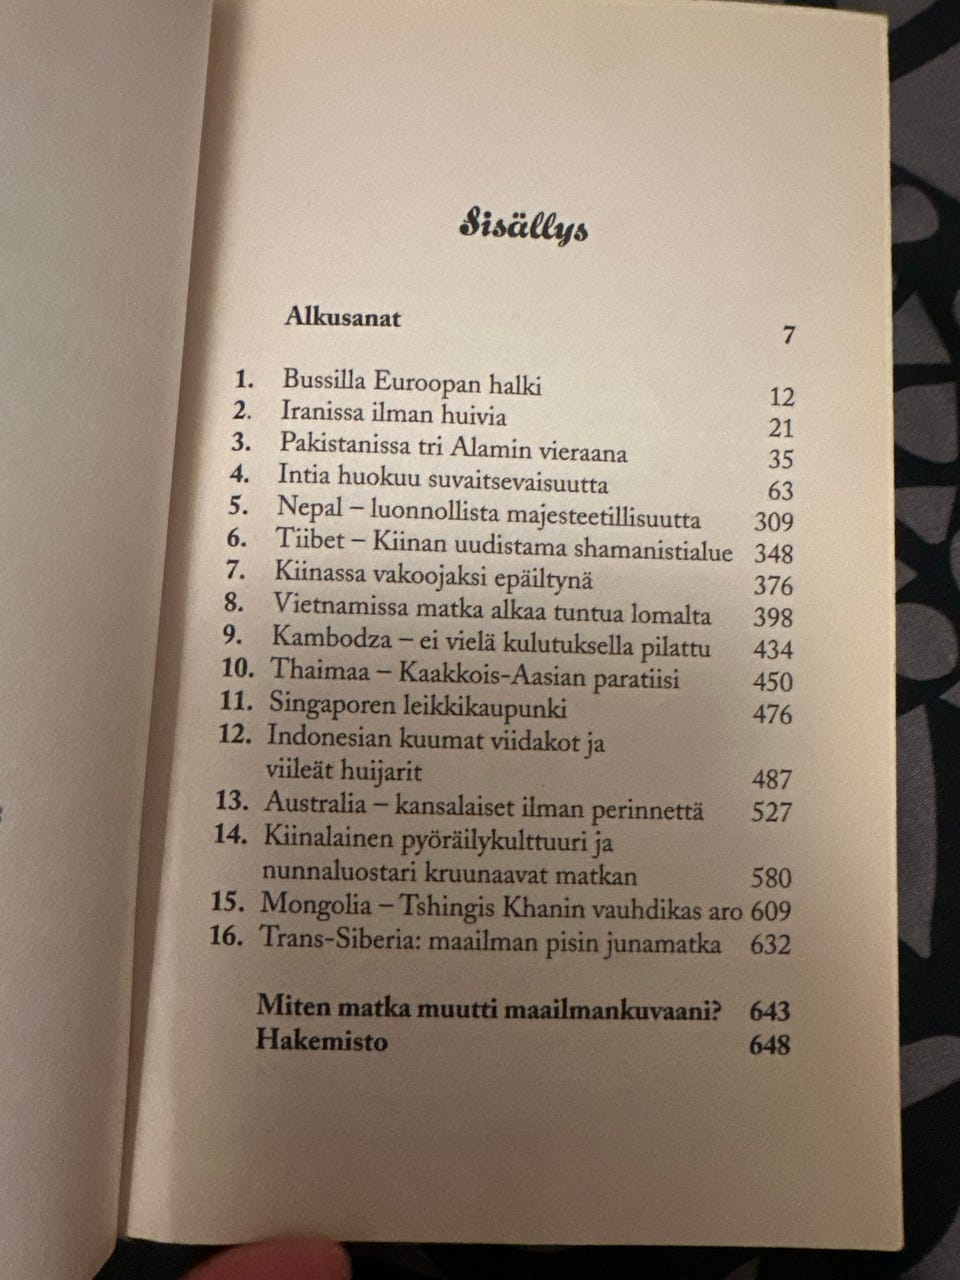 Sisällys
Alkusanat 7
1. Bussilla Euroopan halki 12
2. Iranissa ilman huivia 21
3. Pakistanissa tri Alamin vieraana 35
4. Intia huokuu suvaitsevaisuutta 63
5. Nepal – luonnollista majesteetillisuutta 309
6. Tiibet – Kiinan uudistama shamanistialue 348
7. Kiinassa vakoojaksi epäiltynä 376
8. Vietnamissa matka alkaa tuntua lomalta 398
9. Kambodza – ei vielä kulutuksella pilattu 434
10. Thaimaa – Kaakkois-Aasian paratiisi 450
11. Singaporen leikkikaupunki 476
12. Indonesian kuumat viidakot ja
viileät huijarit 487
13. Australia – kansalaiset ilman perinnettä 527
14. Kiinalainen pyöräilykulttuuri ja
nunnaluostari kruunaavat matkan 580
15. Mongolia – Tshingis Khanin vauhdikas aro 609
16. Trans-Siberia: maailman pisin junamatka 632
Miten matka muutti maailmankuvaani? 643
Hakemisto 648